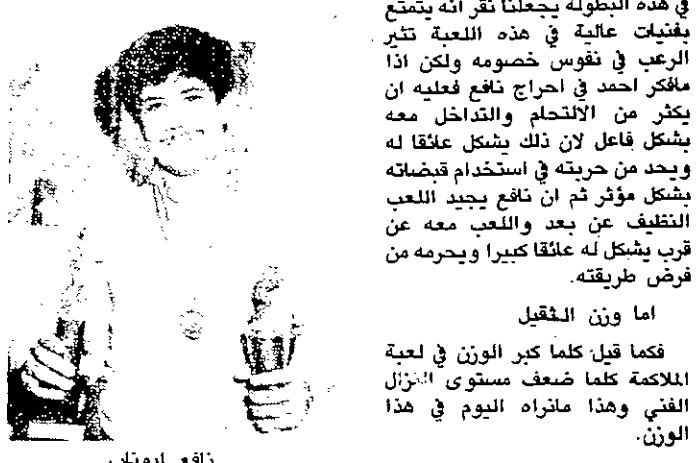 في هذه البطولة يجعلنا نقر انه يتمتع
بفنيات عالية في هذه اللعبة تثير
الرعب في نفوس خصومه ولكن اذا
مافكر احمد في احراج نافع فعليه ان
يكثر من الالتحام والتداخل معه
بشكل فاعل لان ذلك يشكل عائقا له
ويحد من حريته في استخدام قبضاته
بشكل مؤثر ثم ان نافع يجيد اللعب
النظيف عن بعد واللعب معه عن
قرب يشكل له عائقا كبيرا ويحرمه من
فرض طريقته.
اما وزن الثقيل
فكما قيل كلما كبر الوزن في لعبة
الملاكمة كلما ضعف مستوى النزال
الفني وهذا مانراه اليوم في هذا
الوزن.
نافع